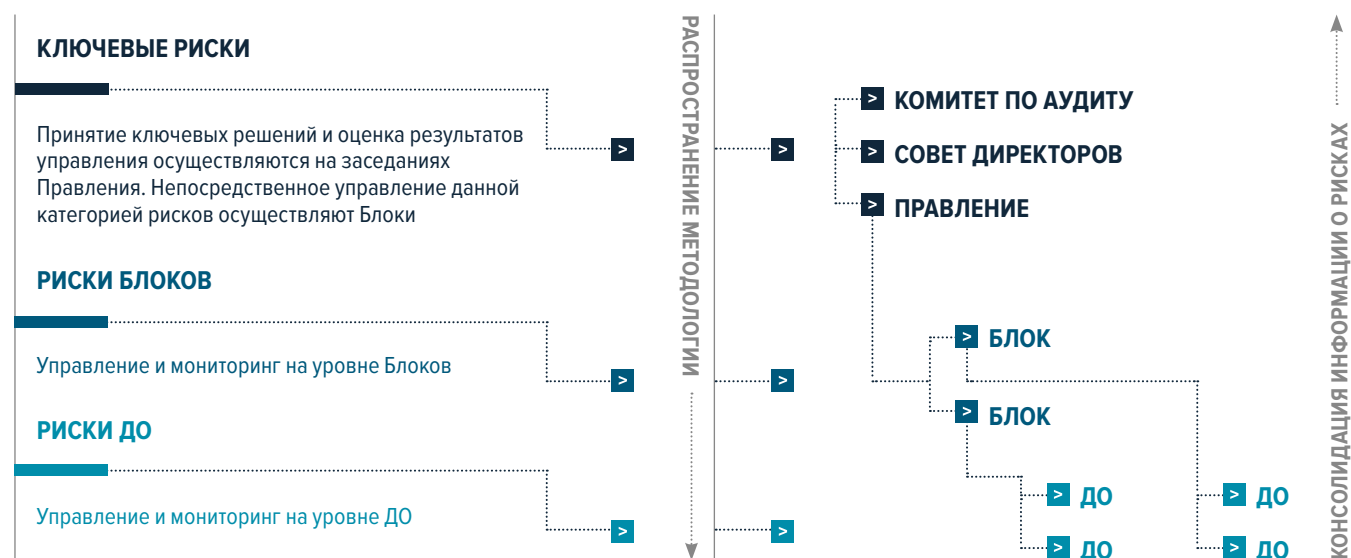 КЛЮЧЕВЫЕ РИСКИ
Принятие ключевых решений и оценка результатов
управления осуществляются на заседаниях
Правления. Непосредственное управление данной
категорией рисков осуществляют Блоки
РИСКИ БЛОКОВ
Управление и мониторинг на уровне Блоков
РИСКИ ДО
Управление и мониторинг на уровне ДО
РАСПРОСТРАНЕНИЕ МЕТОДОЛОГИИ
КОМИТЕТ ПО АУДИТУ
СОВЕТ ДИРЕКТОРОВ
ПРАВЛЕНИЕ
БЛОК
БЛОК
ДО
ДО
ДО
ДО
КОНСОЛИДАЦИЯ ИНФОРМАЦИИ О РИСКАХ